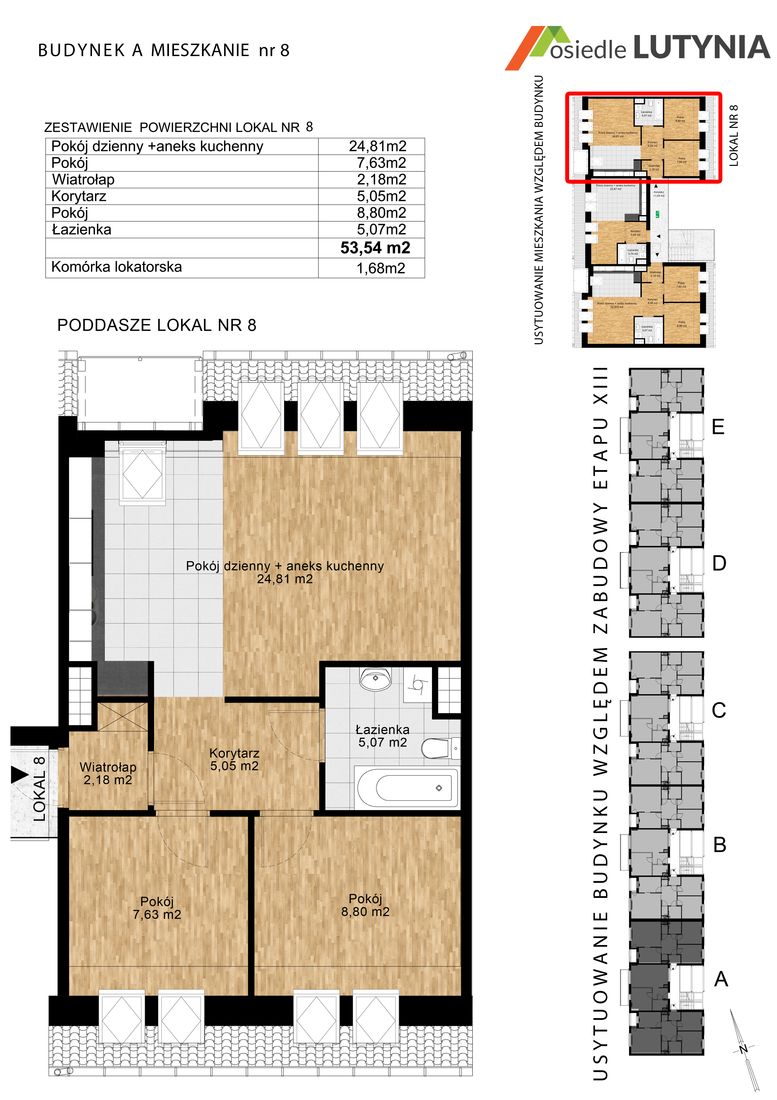 BUDYNEK A MIESZKANIE nr 8
osiedle LUTYNIA
ZESTAWIENIE POWIERZCHNI LOKAL NR 8
Pokój dzienny +aneks kuchenny 24,81m2
Pokój 7,63m2
Wiatrołap 2,18m2
Korytarz 5,05m2
Pokój 8,80m2
Łazienka 5,07m2
53,54 m2
Komórka lokatorska 1,68m2
USYTUOWANIE MIESZKANIA WZGLĘDEM BUDYNKU
LOKAL NR 8
PODDASZE LOKAL NR 8
Pokój dzienny + aneks kuchenny
24,81 m2
Wiatrołap
2,18 m2
Korytarz
5,05 m2
Łazienka
5,07 m2
LOKAL 8
Pokój
7,63 m2
Pokój
8,80 m2
USYTUOWANIE BUDYNKU WZGLĘDEM ZABUDOWY ETAPU XIII
E
D
C
B
A
N